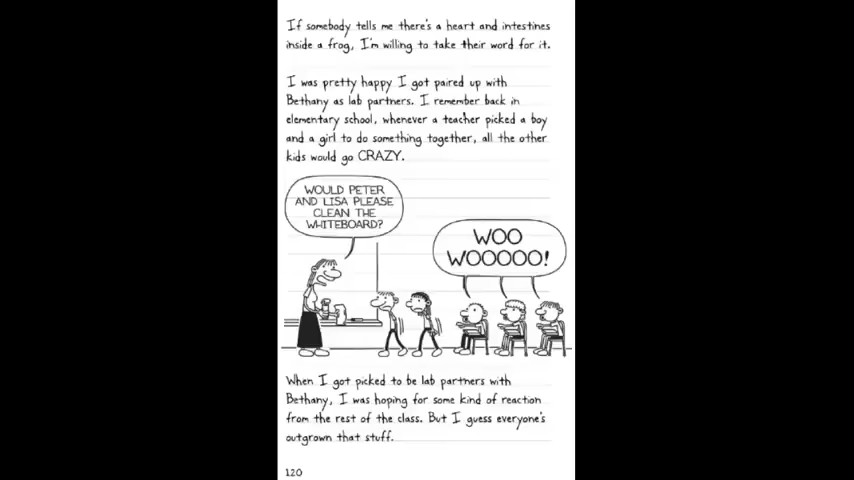 If somebody tells me there's a heart and intestines
inside a frog, I'm willing to take their word for it.
I was pretty happy I got paired up with
Bethany as lab partners. I remember back in
elementary school, whenever a teacher picked a boy
and a girl to do something together, all the other
kids would go CRAZY.
WOULD PETER
AND LISA PLEASE
CLEAN THE
WHITEBOARD?
WOO
WOOOOO!
When I got picked to be lab partners with
Bethany, I was hoping for some kind of reaction
from the rest of the class. But I guess everyone's
outgrown that stuff.
120